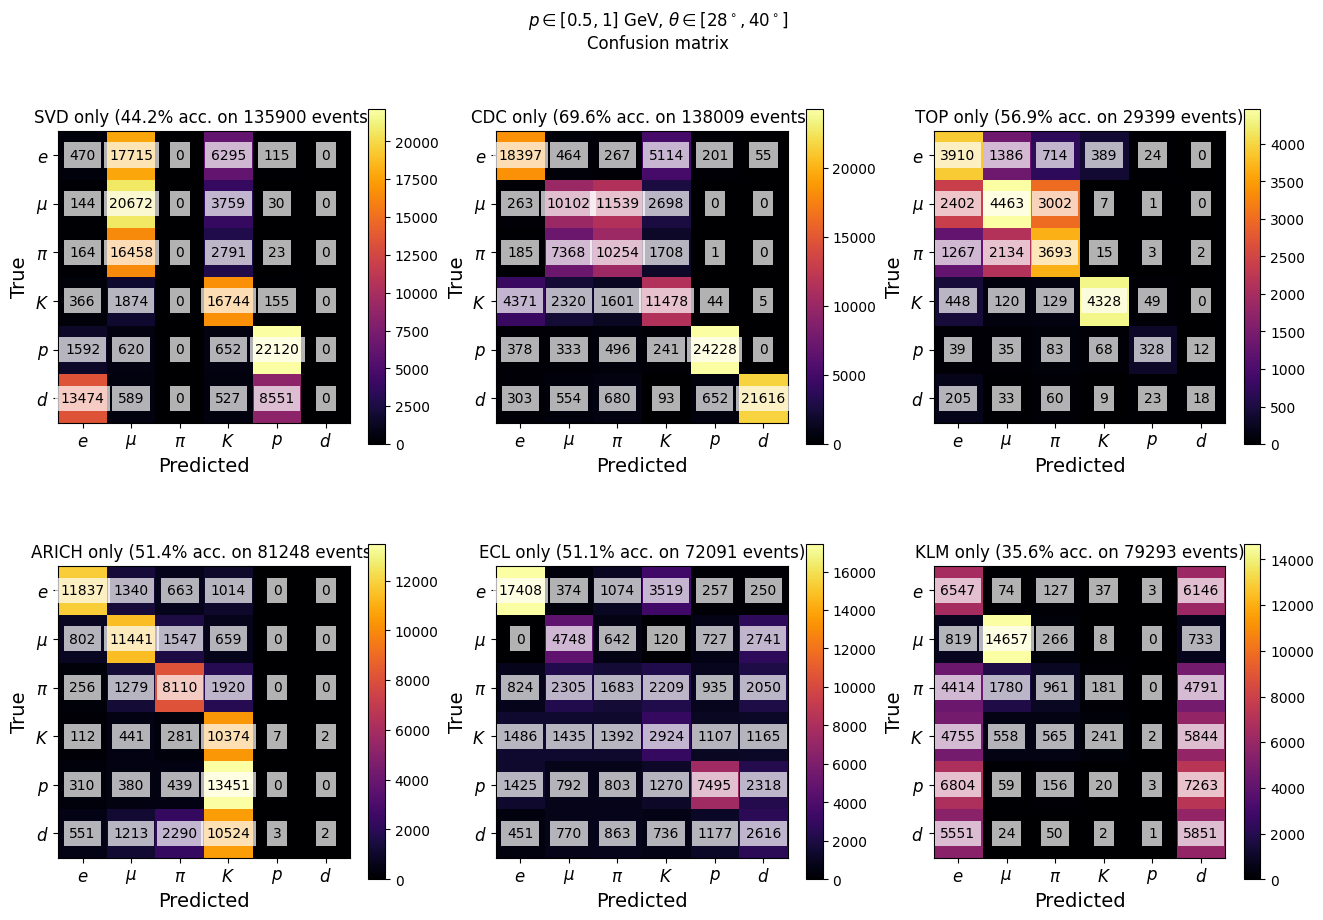 p ∈ [0.5, 1] GeV, θ ∈ [28°, 40°]
Confusion matrix
SVD only (44.2% acc. on 135900 events
True
e 470 17715 0 6295 115 0
μ 144 20672 0 3759 30 0
π 164 16458 0 2791 23 0
K 366 1874 0 16744 155 0
p 1592 620 0 652 22120 0
d 13474 589 0 527 8551 0
e μ π K p d
Predicted
20000
17500
15000
12500
10000
7500
5000
2500
0
CDC only (69.6% acc. on 138009 events
True
e 18397 464 267 5114 201 55
μ 263 10102 11539 2698 0 0
π 185 7368 10254 1708 1 0
K 4371 2320 1601 11478 44 5
p 378 333 496 241 24228 0
d 303 554 680 93 652 21616
e μ π K p d
Predicted
20000
15000
10000
5000
0
TOP only (56.9% acc. on 29399 events)
True
e 3910 1386 714 389 24 0
μ 2402 4463 3002 7 1 0
π 1267 2134 3693 15 3 2
K 448 120 129 4328 49 0
p 39 35 83 68 328 12
d 205 33 60 9 23 18
e μ π K p d
Predicted
4000
3500
3000
2500
2000
1500
1000
500
0
ARICH only (51.4% acc. on 81248 events
True
e 11837 1340 663 1014 0 0
μ 802 11441 1547 659 0 0
π 256 1279 8110 1920 0 0
K 112 441 281 10374 7 2
p 310 380 439 13451 0 0
d 551 1213 2290 10524 3 2
e μ π K p d
Predicted
12000
10000
8000
6000
4000
2000
0
ECL only (51.1% acc. on 72091 events)
True
e 17408 374 1074 3519 257 250
μ 0 4748 642 120 727 2741
π 824 2305 1683 2209 935 2050
K 1486 1435 1392 2924 1107 1165
p 1425 792 803 1270 7495 2318
d 451 770 863 736 1177 2616
e μ π K p d
Predicted
16000
14000
12000
10000
8000
6000
4000
2000
0
KLM only (35.6% acc. on 79293 events)
True
e 6547 74 127 37 3 6146
μ 819 14657 266 8 0 733
π 4414 1780 961 181 0 4791
K 4755 558 565 241 2 5844
p 6804 59 156 20 3 7263
d 5551 24 50 2 1 5851
e μ π K p d
Predicted
14000
12000
10000
8000
6000
4000
2000
0